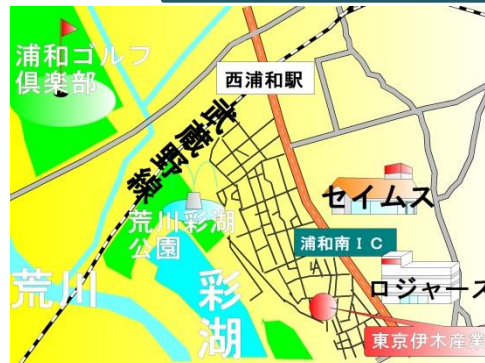 浦和ゴルフ
倶楽部
西浦和駅
武蔵野線
セイムス
荒川彩湖
公園
浦和南IC
荒川
彩湖
ロジャース
東京伊木産業